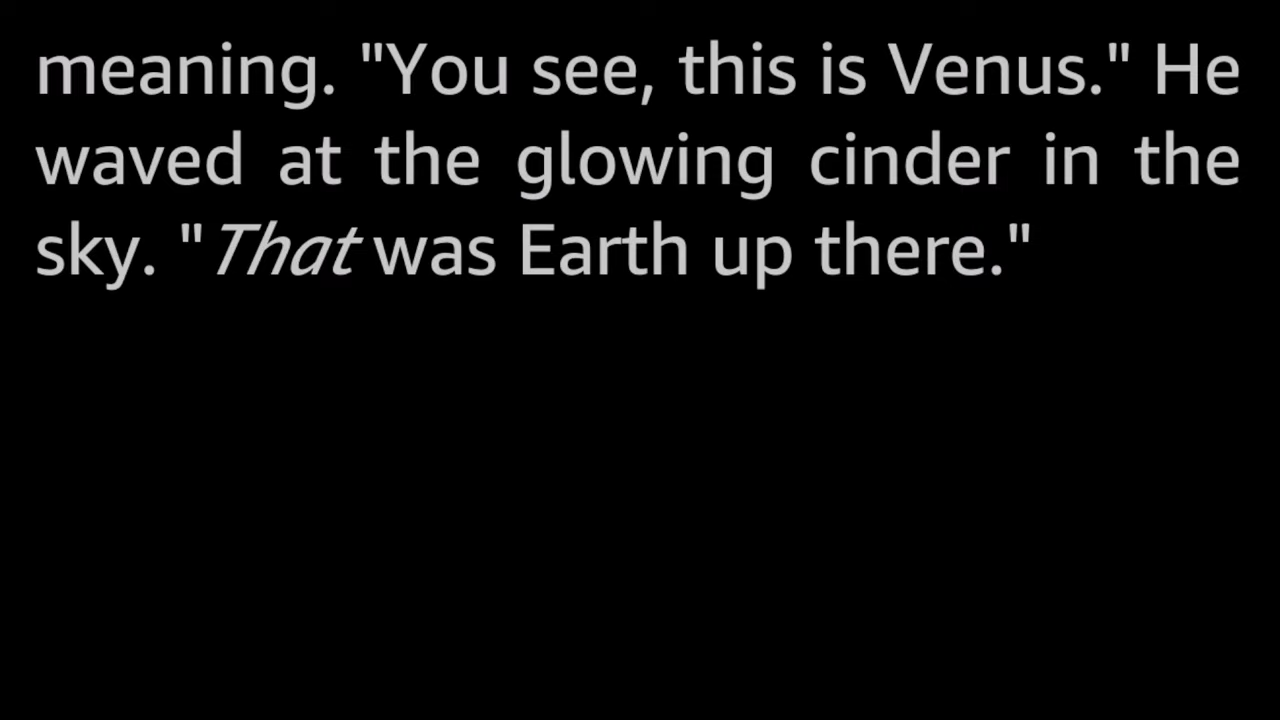 meaning. "You see, this is Venus." He
waved at the glowing cinder in the
sky. "That was Earth up there."